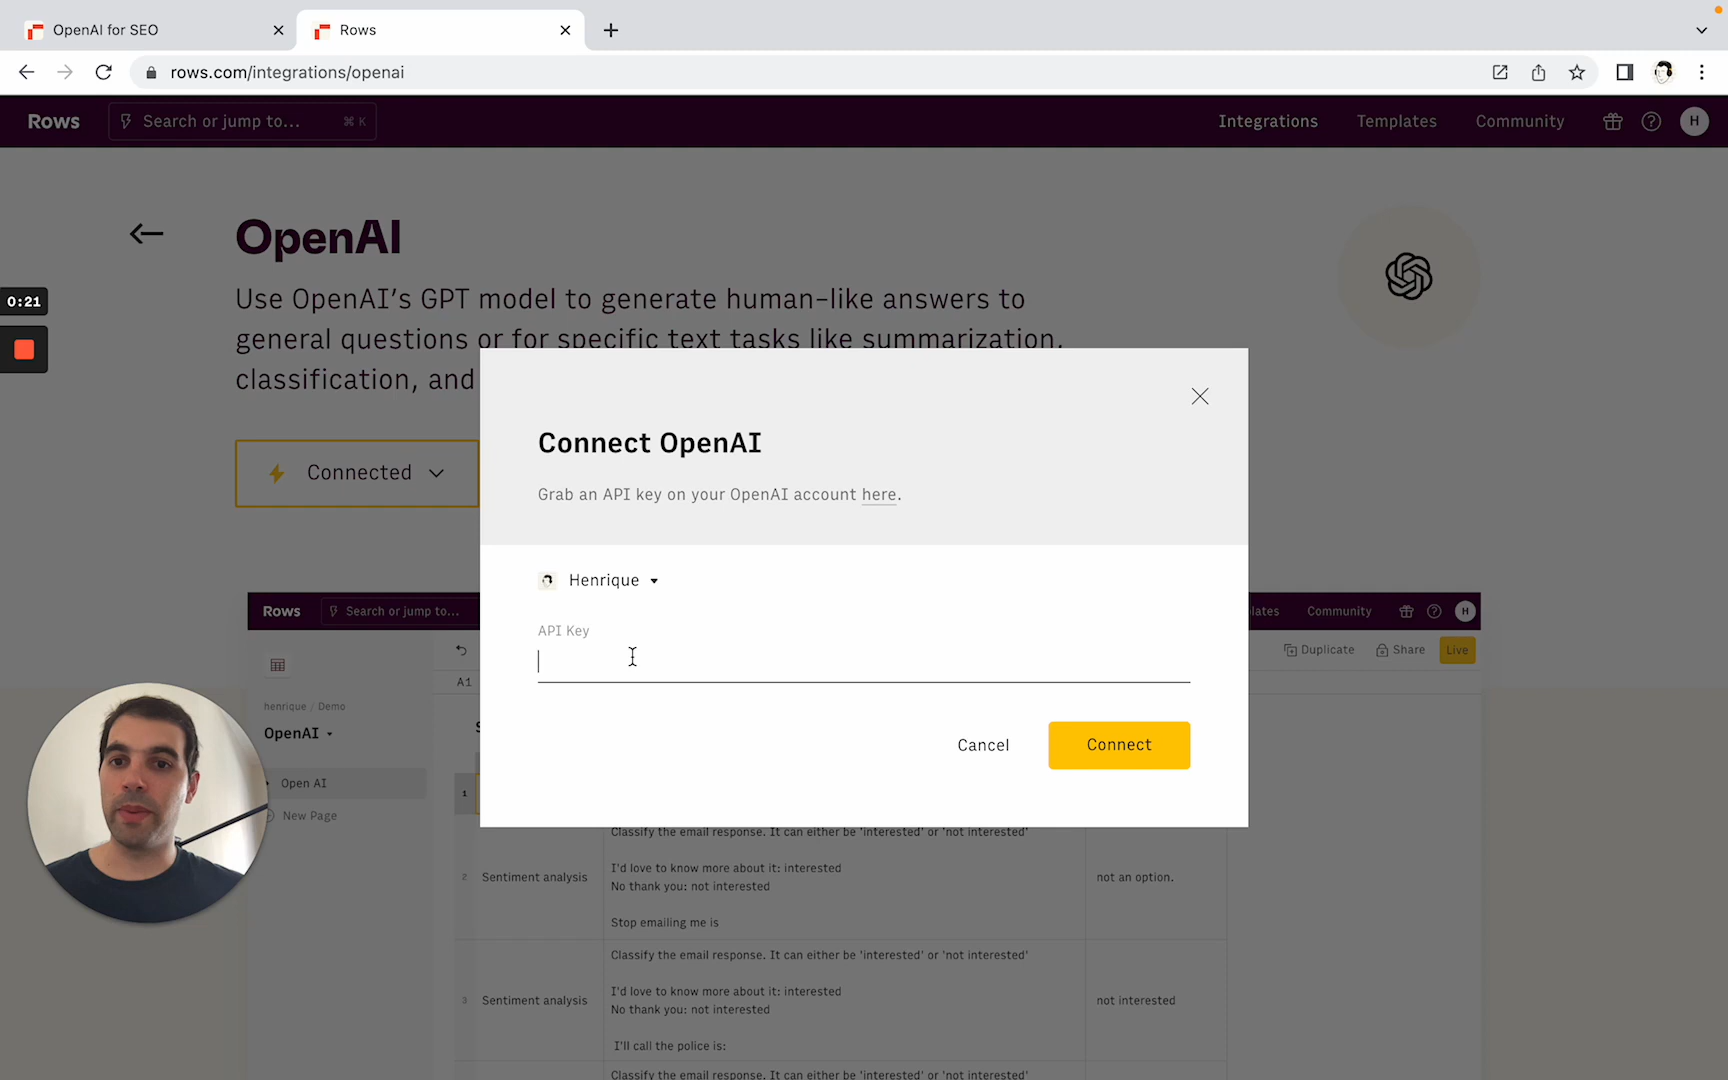 OpenAI for SEO
Rows
rows.com/integrations/openai
Rows
Search or jump to...
⌘ K
Integrations
Templates
Community
H
OpenAI
Use OpenAI's GPT model to generate human-like answers to
general questions or for specific text tasks like summarization,
classification, and
0:21
Connected
Connect OpenAI
Grab an API key on your OpenAI account here.
Henrique
API Key
Cancel
Connect
Rows
Search or jump to...
Community
H
Duplicate
Share
Live
A1
henrique / Demo
OpenAI
Open AI
New Page
1
Classify the email response. It can either be 'interested' or 'not interested'
I'd love to know more about it: interested
2
Sentiment analysis
not an option.
No thank you: not interested
Stop emailing me is
Classify the email response. It can either be 'interested' or 'not interested'
I'd love to know more about it: interested
3
Sentiment analysis
not interested
No thank you: not interested
I'll call the police is:
Classify the email response. It can either be 'interested' or 'not interested'